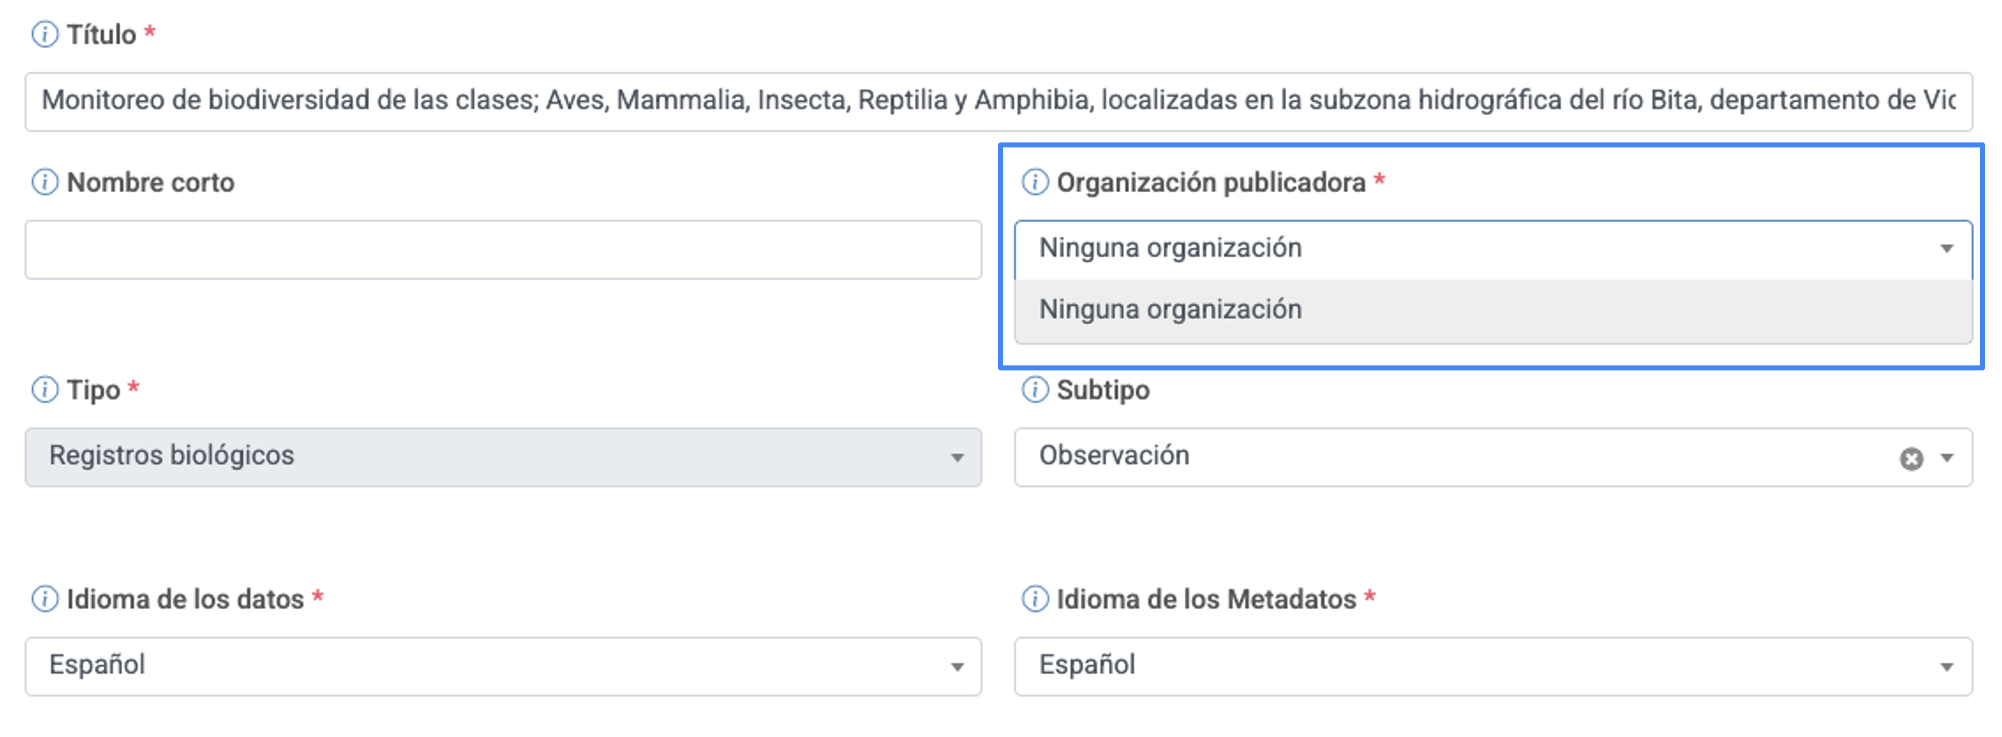 Título *
Monitoreo de biodiversidad de las clases; Aves, Mammalia, Insecta, Reptilia y Amphibia, localizadas en la subzona hidrográfica del río Bita, departamento de Vic
Nombre corto
Organización publicadora *
Ninguna organización
Ninguna organización
Tipo *
Subtipo
Registros biológicos
Observación
Idioma de los datos *
Idioma de los Metadatos *
Español
Español